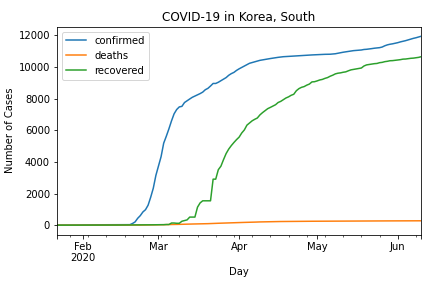 COVID-19 in Korea, South
confirmed
deaths
recovered
Number of Cases
12000
10000
8000
6000
4000
2000
0
Feb
2020
Mar
Apr
May
Jun
Day